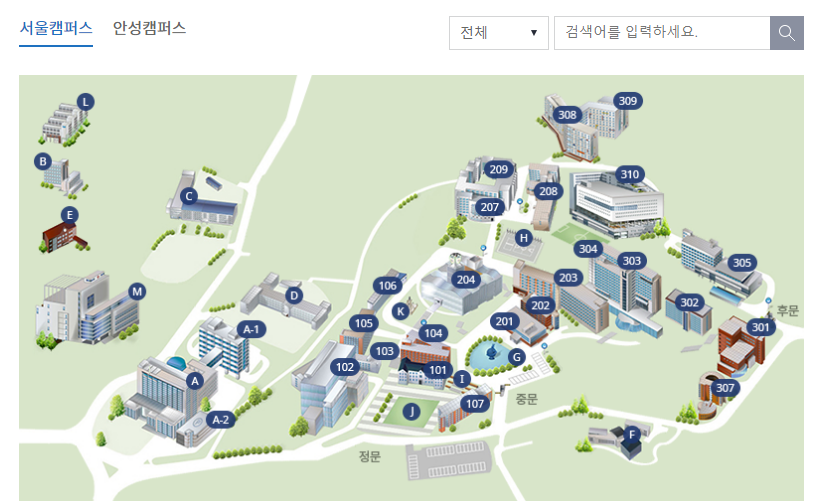 서울캠퍼스 안성캠퍼스 전체 ▼ 검색어를 입력하세요.
L
308 309
B
209 310
C 207 208
E
H
304 303 305
M
106 204 203
D
302
K 202
후문
105 201 301
A-1 104
103 G
102 101 I
A 307
중문
J 107
A-2
F
정문